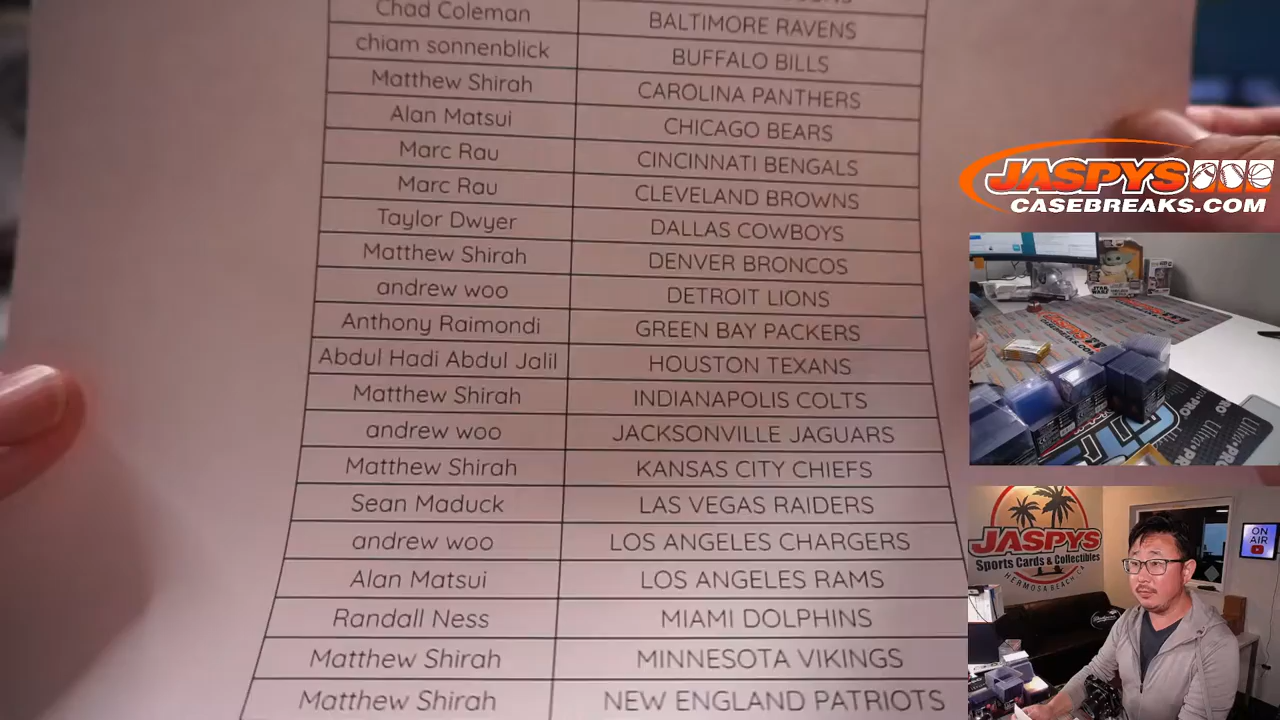 Chad Coleman BALTIMORE RAVENS
chiam sonnenblick BUFFALO BILLS
Matthew Shirah CAROLINA PANTHERS
Alan Matsui CHICAGO BEARS
Marc Rau CINCINNATI BENGALS
Marc Rau CLEVELAND BROWNS
Taylor Dwyer DALLAS COWBOYS
Matthew Shirah DENVER BRONCOS
andrew woo DETROIT LIONS
Anthony Raimondi GREEN BAY PACKERS
Abdul Hadi Abdul Jalil HOUSTON TEXANS
Matthew Shirah INDIANAPOLIS COLTS
andrew woo JACKSONVILLE JAGUARS
Matthew Shirah KANSAS CITY CHIEFS
Sean Maduck LAS VEGAS RAIDERS
andrew woo LOS ANGELES CHARGERS
Alan Matsui LOS ANGELES RAMS
Randall Ness MIAMI DOLPHINS
Matthew Shirah MINNESOTA VIKINGS
Matthew Shirah NEW ENGLAND PATRIOTS
JASPYS
CASEBREAKS.COM
STAR WARS
JASPYS
Sports Cards & Collectibles
HERMOSA BEACH, CA
ON
AIR